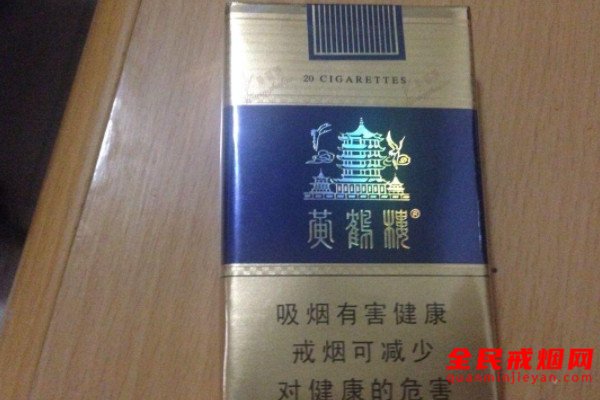 20 CIGARETTES
黄鹤楼®
吸烟有害健康
戒烟可减少
对健康的危害
全民戒烟网